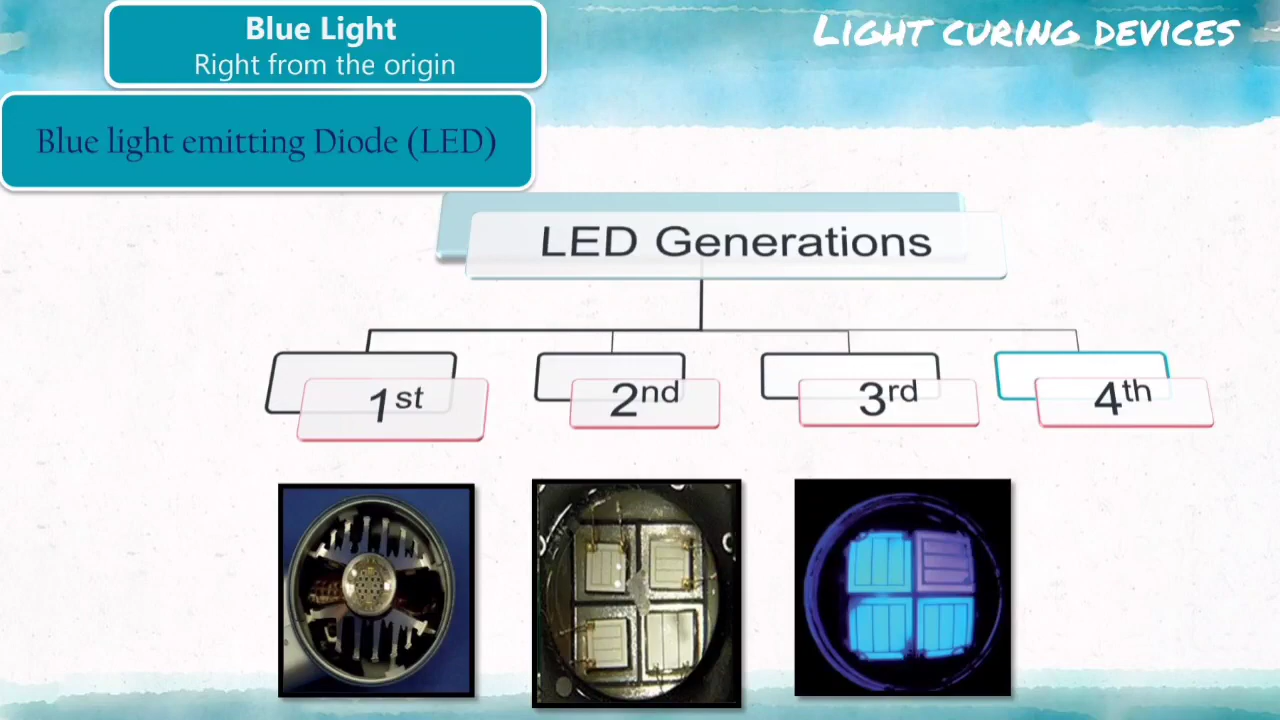 Blue Light
Right from the origin
Light curing devices
Blue light emitting Diode (LED)
LED Generations
1st
2nd
3rd
4th